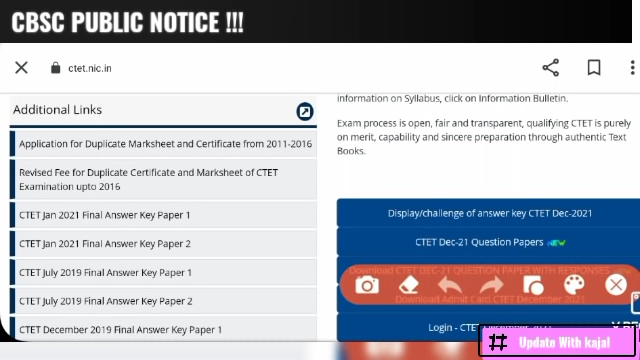 CBSC PUBLIC NOTICE !!!
ctet.nic.in
Additional Links
Application for Duplicate Marksheet and Certificate from 2011-2016
Revised Fee for Duplicate Certificate and Marksheet of CTET
Examination upto 2016
CTET Jan 2021 Final Answer Key Paper 1
CTET Jan 2021 Final Answer Key Paper 2
CTET July 2019 Final Answer Key Paper 1
CTET July 2019 Final Answer Key Paper 2
CTET December 2019 Final Answer Key Paper 1
information on Syllabus, click on Information Bulletin.
Exam process is open, fair and transparent, qualifying CTET is purely
on merit, capability and sincere preparation through authentic Text
Books.
Display/challenge of answer key CTET Dec-2021
CTET Dec-21 Question Papers
Download CTET DEC-21 QUESTION PAPER WITH RESPONSES
Download Admit Card CTET December 2021
Login - CTET December 2021
# Update With kajal